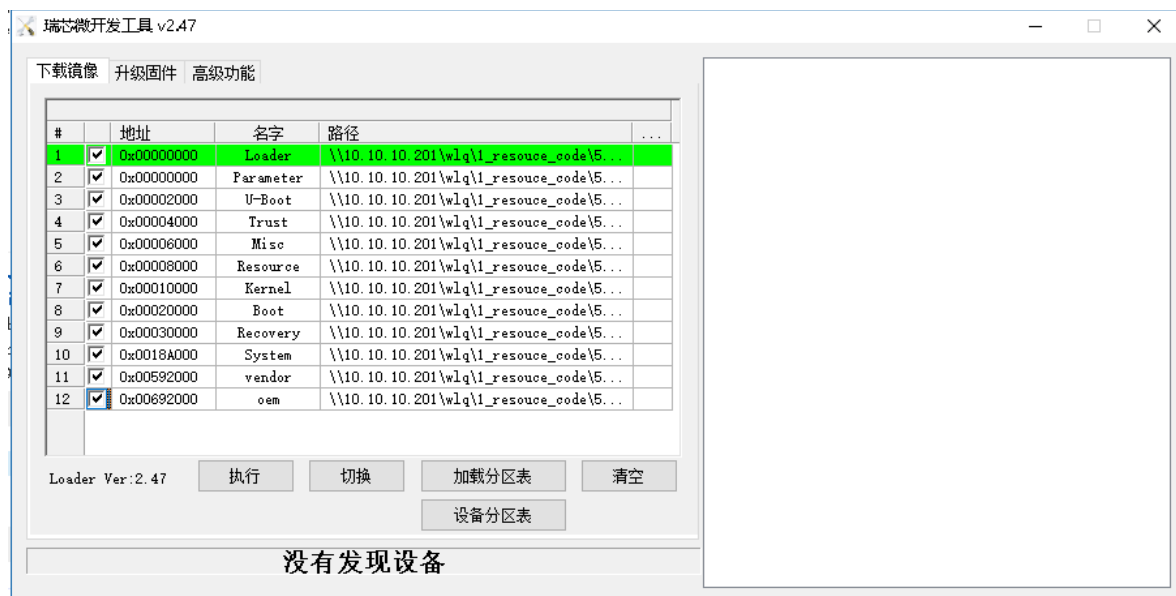 瑞芯微开发工具 v2.47
下载镜像 升级固件 高级功能
# 地址 名字 路径 ...
1 0x00000000 Loader \\10.10.10.201\wlq\1_resouce_code\5...
2 0x00000000 Parameter \\10.10.10.201\wlq\1_resouce_code\5...
3 0x00002000 U-Boot \\10.10.10.201\wlq\1_resouce_code\5...
4 0x00004000 Trust \\10.10.10.201\wlq\1_resouce_code\5...
5 0x00006000 Misc \\10.10.10.201\wlq\1_resouce_code\5...
6 0x00008000 Resource \\10.10.10.201\wlq\1_resouce_code\5...
7 0x00010000 Kernel \\10.10.10.201\wlq\1_resouce_code\5...
8 0x00020000 Boot \\10.10.10.201\wlq\1_resouce_code\5...
9 0x00030000 Recovery \\10.10.10.201\wlq\1_resouce_code\5...
10 0x0018A000 System \\10.10.10.201\wlq\1_resouce_code\5...
11 0x00592000 vendor \\10.10.10.201\wlq\1_resouce_code\5...
12 0x00692000 oem \\10.10.10.201\wlq\1_resouce_code\5...
Loader Ver:2.47 执行 切换 加载分区表 清空
设备分区表
没有发现设备